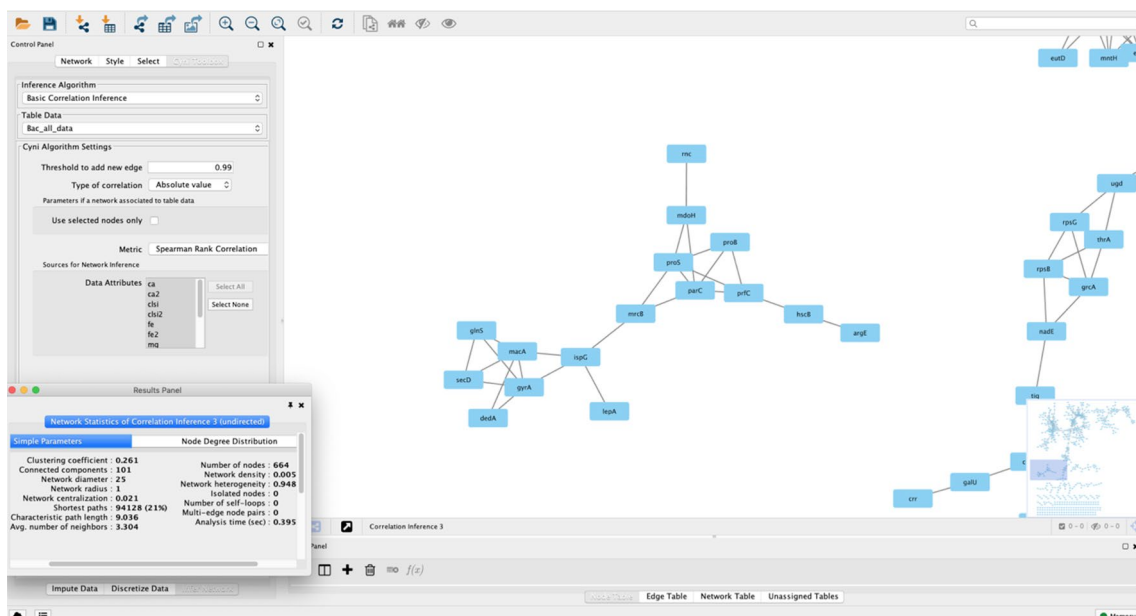 Control Panel
Network Style Select
Inference Algorithm
Basic Correlation Inference
Table Data
Bac_all_data
Cyni Algorithm Settings
Threshold to add new edge 0.99
Type of correlation Absolute value
Parameters if a network associated to table data
Use selected nodes only
Metric Spearman Rank Correlation
Sources for Network Inference
Data Attributes
ca
ca2
clsi
clsi2
fe
fe2
mg
Select All
Select None
Results Panel
Network Statistics of Correlation Inference 3 (undirected)
Simple Parameters Node Degree Distribution
Clustering coefficient : 0.261
Connected components : 101
Network diameter : 25
Network radius : 1
Network centralization : 0.021
Shortest paths : 94128 (21%)
Characteristic path length : 9.036
Avg. number of neighbors : 3.304
Number of nodes : 664
Network density : 0.005
Network heterogeneity : 0.948
Isolated nodes : 0
Number of self-loops : 0
Multi-edge node pairs : 0
Analysis time (sec) : 0.395
Impute Data Discretize Data
eutD
mntH
rnc
mdoH
proB
proS
parC
prfC
mrcB
hscB
argE
glnS
macA
ispG
secD
gyrA
dedA
lepA
ugd
rpsG
thrA
rpsB
grcA
nadE
tig
galU
crr
Correlation Inference 3
0 - 0 0 - 0
Panel
f(x)
Edge Table Network Table Unassigned Tables